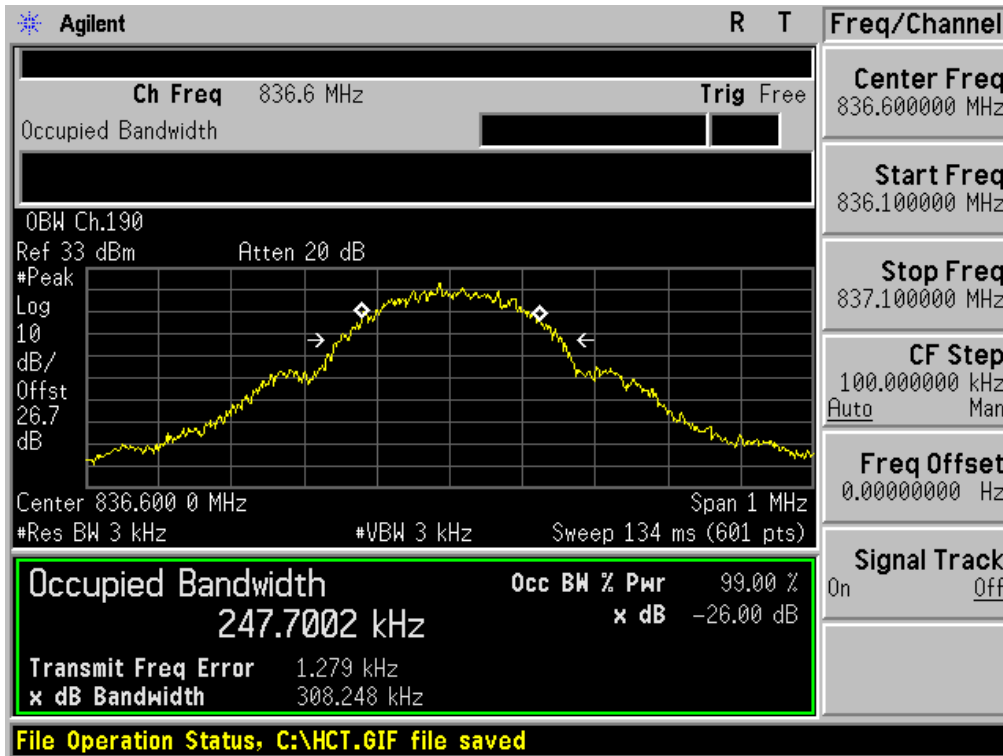 Agilent R T Freq/Channel
Ch Freq 836.6 MHz Trig Free
Occupied Bandwidth
OBW Ch.190
Ref 33 dBm Atten 20 dB
#Peak
Log
10
dB/
Offst
26.7
dB
Center 836.600 0 MHz Span 1 MHz
#Res BW 3 kHz #VBW 3 kHz Sweep 134 ms (601 pts)
Occupied Bandwidth Occ BW % Pwr 99.00 %
247.7002 kHz x dB -26.00 dB
Transmit Freq Error 1.279 kHz
x dB Bandwidth 308.248 kHz
File Operation Status, C:\HCT.GIF file saved
Center Freq
836.600000 MHz
Start Freq
836.100000 MHz
Stop Freq
837.100000 MHz
CF Step
100.000000 kHz
Auto Man
Freq Offset
0.00000000 Hz
Signal Track
On Off